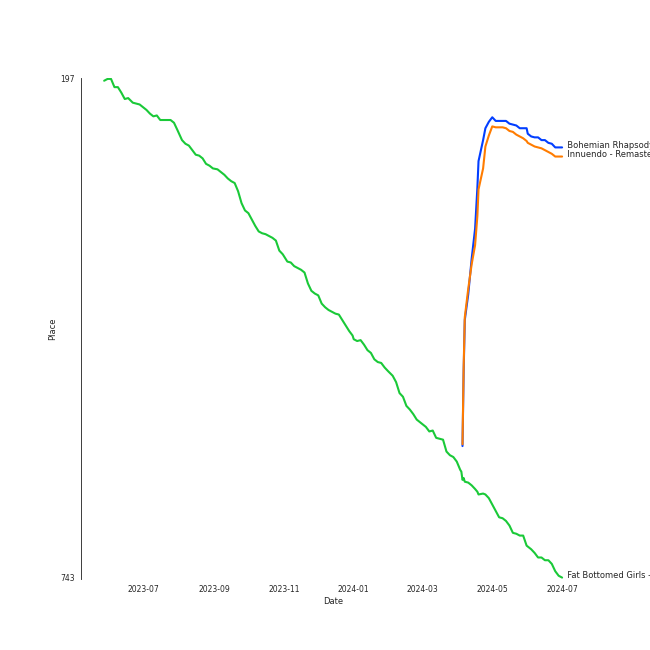 197
Bohemian Rhapsody
Innuendo - Remaste
Place
743
Fat Bottomed Girls -
2023-07
2023-09
2023-11
2024-01
2024-03
2024-05
2024-07
Date